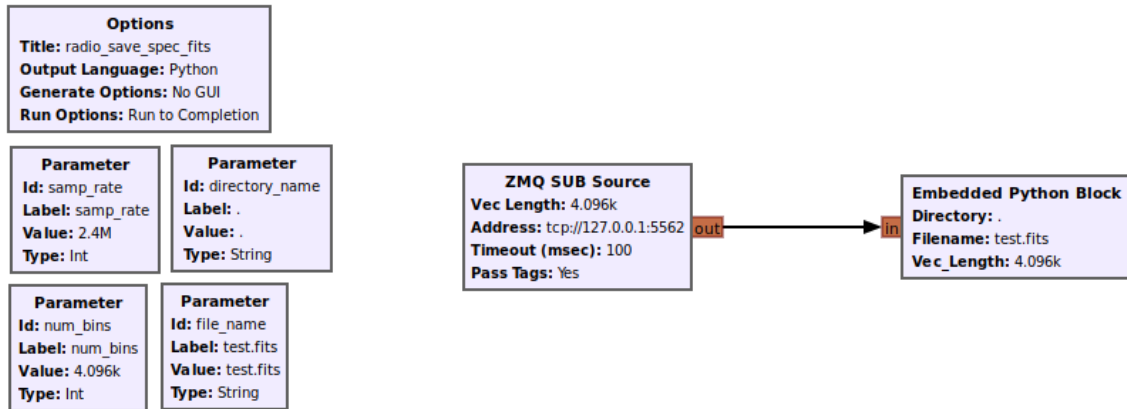 Options
Title: radio_save_spec_fits
Output Language: Python
Generate Options: No GUI
Run Options: Run to Completion
Parameter
Id: samp_rate
Label: samp_rate
Value: 2.4M
Type: Int
Parameter
Id: directory_name
Label: .
Value: .
Type: String
Parameter
Id: num_bins
Label: num_bins
Value: 4.096k
Type: Int
Parameter
Id: file_name
Label: test.fits
Value: test.fits
Type: String
ZMQ SUB Source
Vec Length: 4.096k
Address: tcp://127.0.0.1:5562
Timeout (msec): 100
Pass Tags: Yes
out
in
Embedded Python Block
Directory: .
Filename: test.fits
Vec_Length: 4.096k